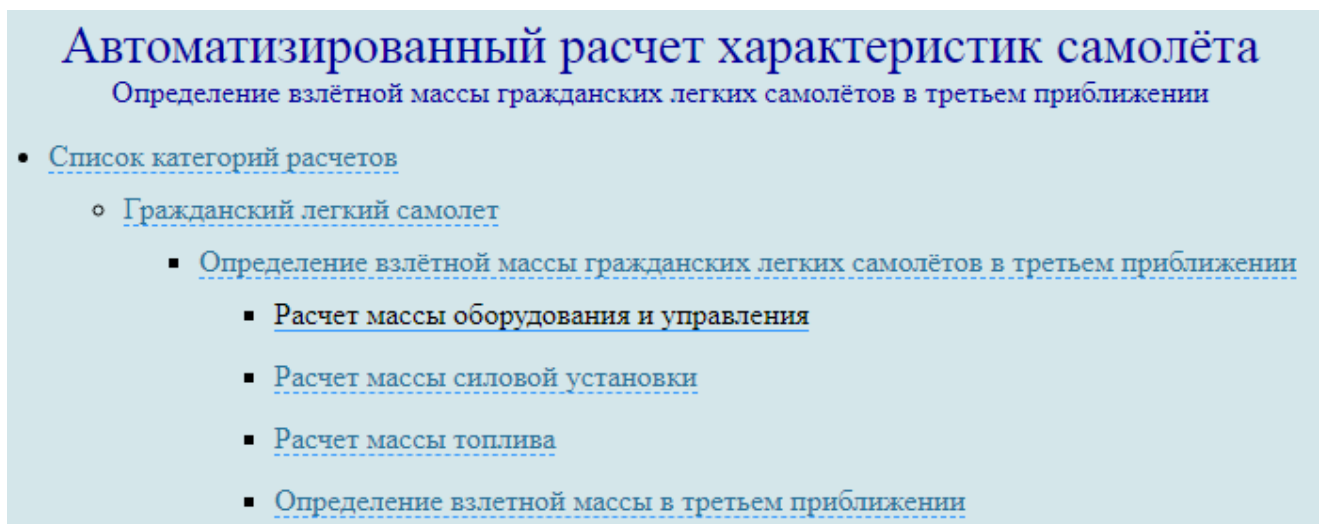 Автоматизированный расчет характеристик самолёта
Определение взлётной массы гражданских легких самолётов в третьем приближении
Список категорий расчетов
Гражданский легкий самолет
Определение взлётной массы гражданских легких самолётов в третьем приближении
Расчет массы оборудования и управления
Расчет массы силовой установки
Расчет массы топлива
Определение взлетной массы в третьем приближении